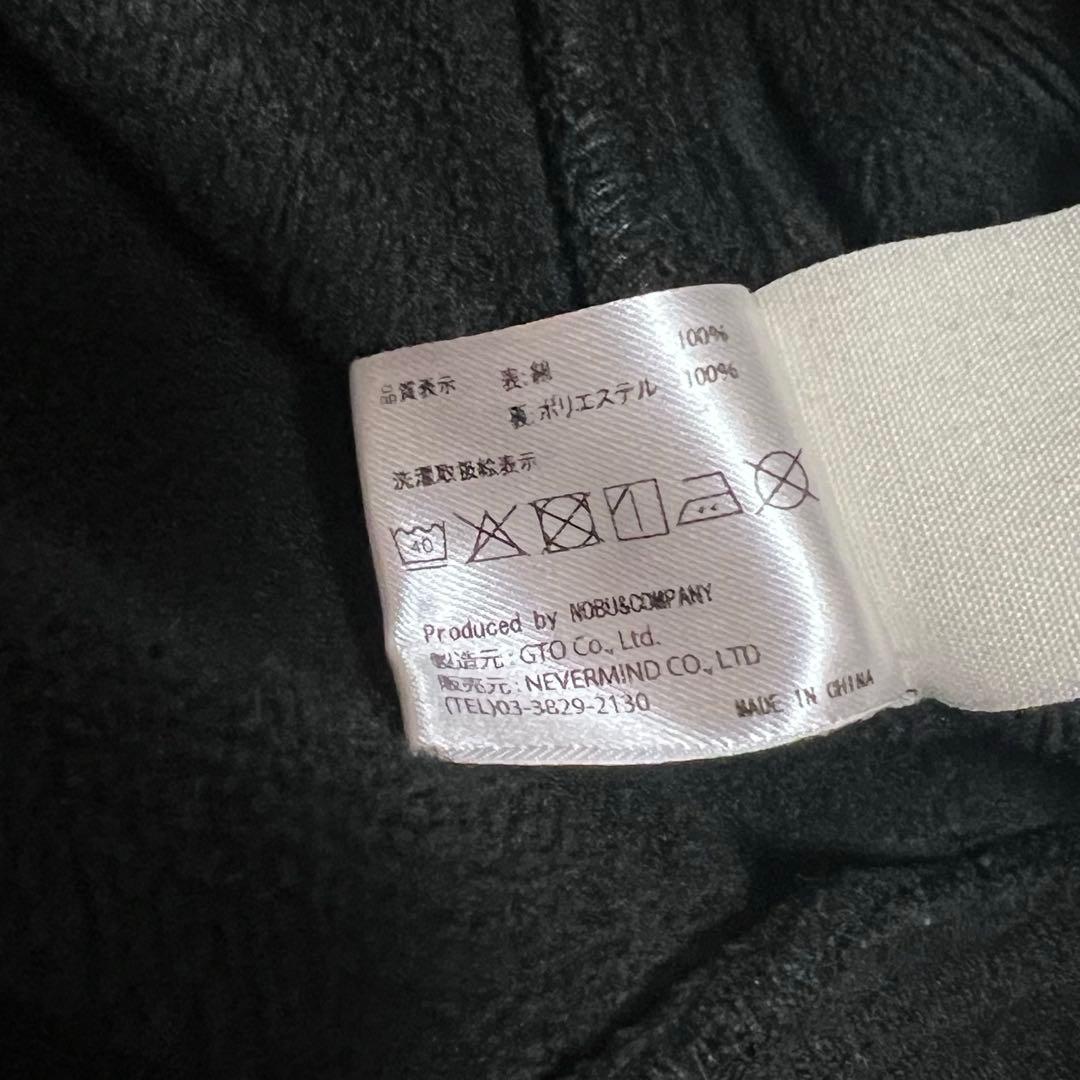 品質表示 表:綿 100%
裏:ポリエステル 100%
洗濯取扱絵表示
40
Produced by NOBU&COMPANY
製造元:GTO Co., Ltd.
販売元:NEVERMIND CO., LTD
(TEL)03-3829-2130
MADE IN CHINA